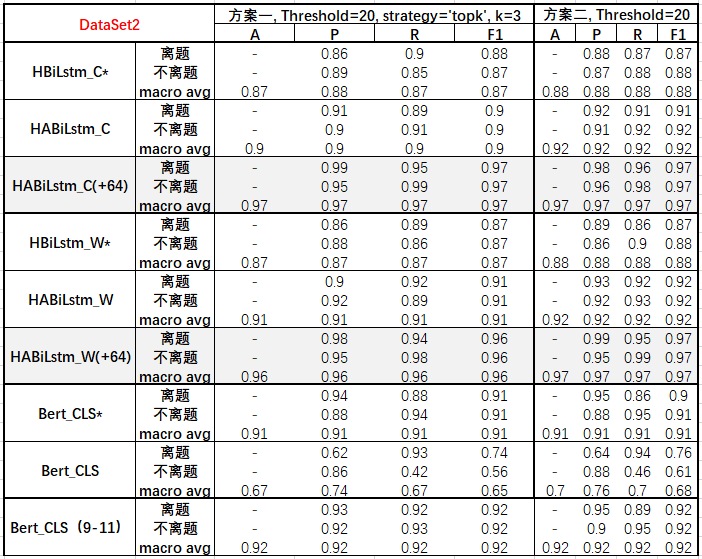 DataSet2 方案一, Threshold=20, strategy='topk', k=3 方案二, Threshold=20
A P R F1 A P R F1
离题 - 0.86 0.9 0.88 - 0.88 0.87 0.87
HBiLstm_C* 不离题 - 0.89 0.85 0.87 - 0.87 0.88 0.88
macro avg 0.87 0.88 0.87 0.87 0.88 0.88 0.88 0.88
离题 - 0.91 0.89 0.9 - 0.92 0.91 0.91
HABiLstm_C 不离题 - 0.9 0.91 0.9 - 0.91 0.92 0.92
macro avg 0.9 0.9 0.9 0.9 0.92 0.92 0.92 0.92
离题 - 0.99 0.95 0.97 - 0.98 0.96 0.97
HABiLstm_C(+64) 不离题 - 0.95 0.99 0.97 - 0.96 0.98 0.97
macro avg 0.97 0.97 0.97 0.97 0.97 0.97 0.97 0.97
离题 - 0.86 0.89 0.87 - 0.89 0.86 0.87
HBiLstm_W* 不离题 - 0.88 0.86 0.87 - 0.86 0.9 0.88
macro avg 0.87 0.87 0.87 0.87 0.88 0.88 0.88 0.88
离题 - 0.9 0.92 0.91 - 0.93 0.92 0.92
HABiLstm_W 不离题 - 0.92 0.89 0.91 - 0.92 0.93 0.92
macro avg 0.91 0.91 0.91 0.91 0.92 0.92 0.92 0.92
离题 - 0.98 0.94 0.96 - 0.99 0.95 0.97
HABiLstm_W(+64) 不离题 - 0.95 0.98 0.96 - 0.95 0.99 0.97
macro avg 0.96 0.96 0.96 0.96 0.97 0.97 0.97 0.97
离题 - 0.94 0.88 0.91 - 0.95 0.86 0.9
Bert_CLS* 不离题 - 0.88 0.94 0.91 - 0.88 0.95 0.91
macro avg 0.91 0.91 0.91 0.91 0.91 0.91 0.91 0.91
离题 - 0.62 0.93 0.74 - 0.64 0.94 0.76
Bert_CLS 不离题 - 0.86 0.42 0.56 - 0.88 0.46 0.61
macro avg 0.67 0.74 0.67 0.65 0.7 0.76 0.7 0.68
离题 - 0.93 0.92 0.92 - 0.95 0.89 0.92
Bert_CLS（9-11） 不离题 - 0.92 0.93 0.92 - 0.9 0.95 0.92
macro avg 0.92 0.92 0.92 0.92 0.92 0.92 0.92 0.92